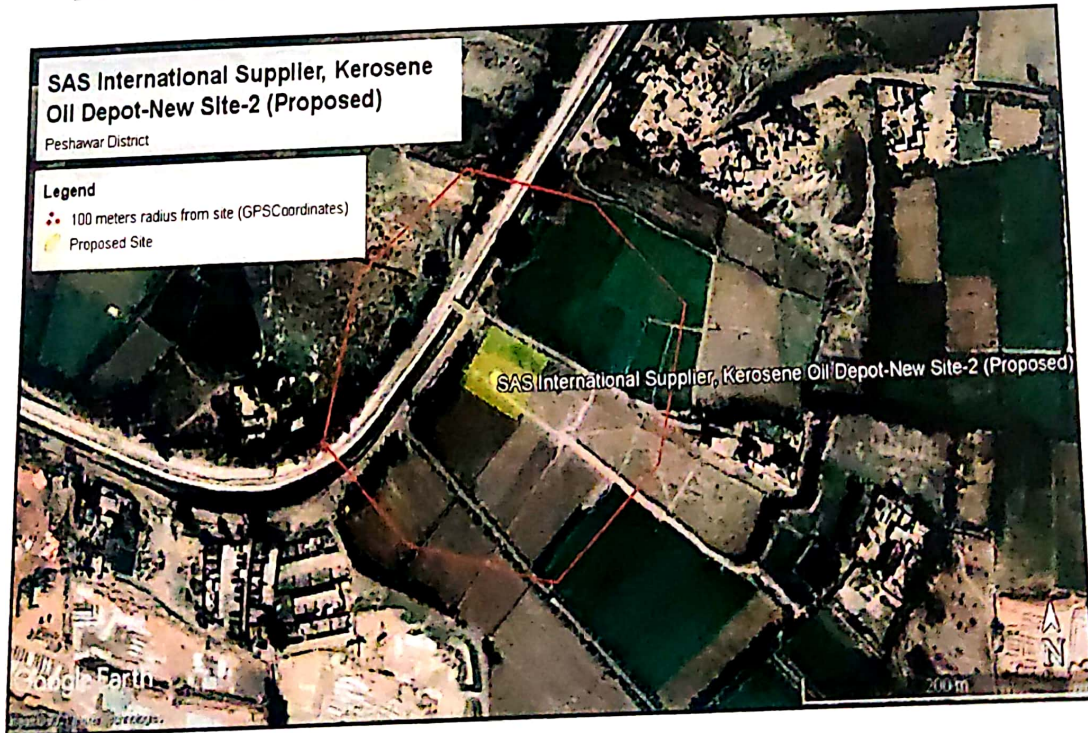 SAS International Supplier, Kerosene
Oil Depot-New Site-2 (Proposed)
Peshawar District
Legend
100 meters radius from site (GPSCoordinates)
Proposed Site
SAS International Supplier, Kerosene Oil Depot-New Site-2 (Proposed)
N
Google Earth
200 m